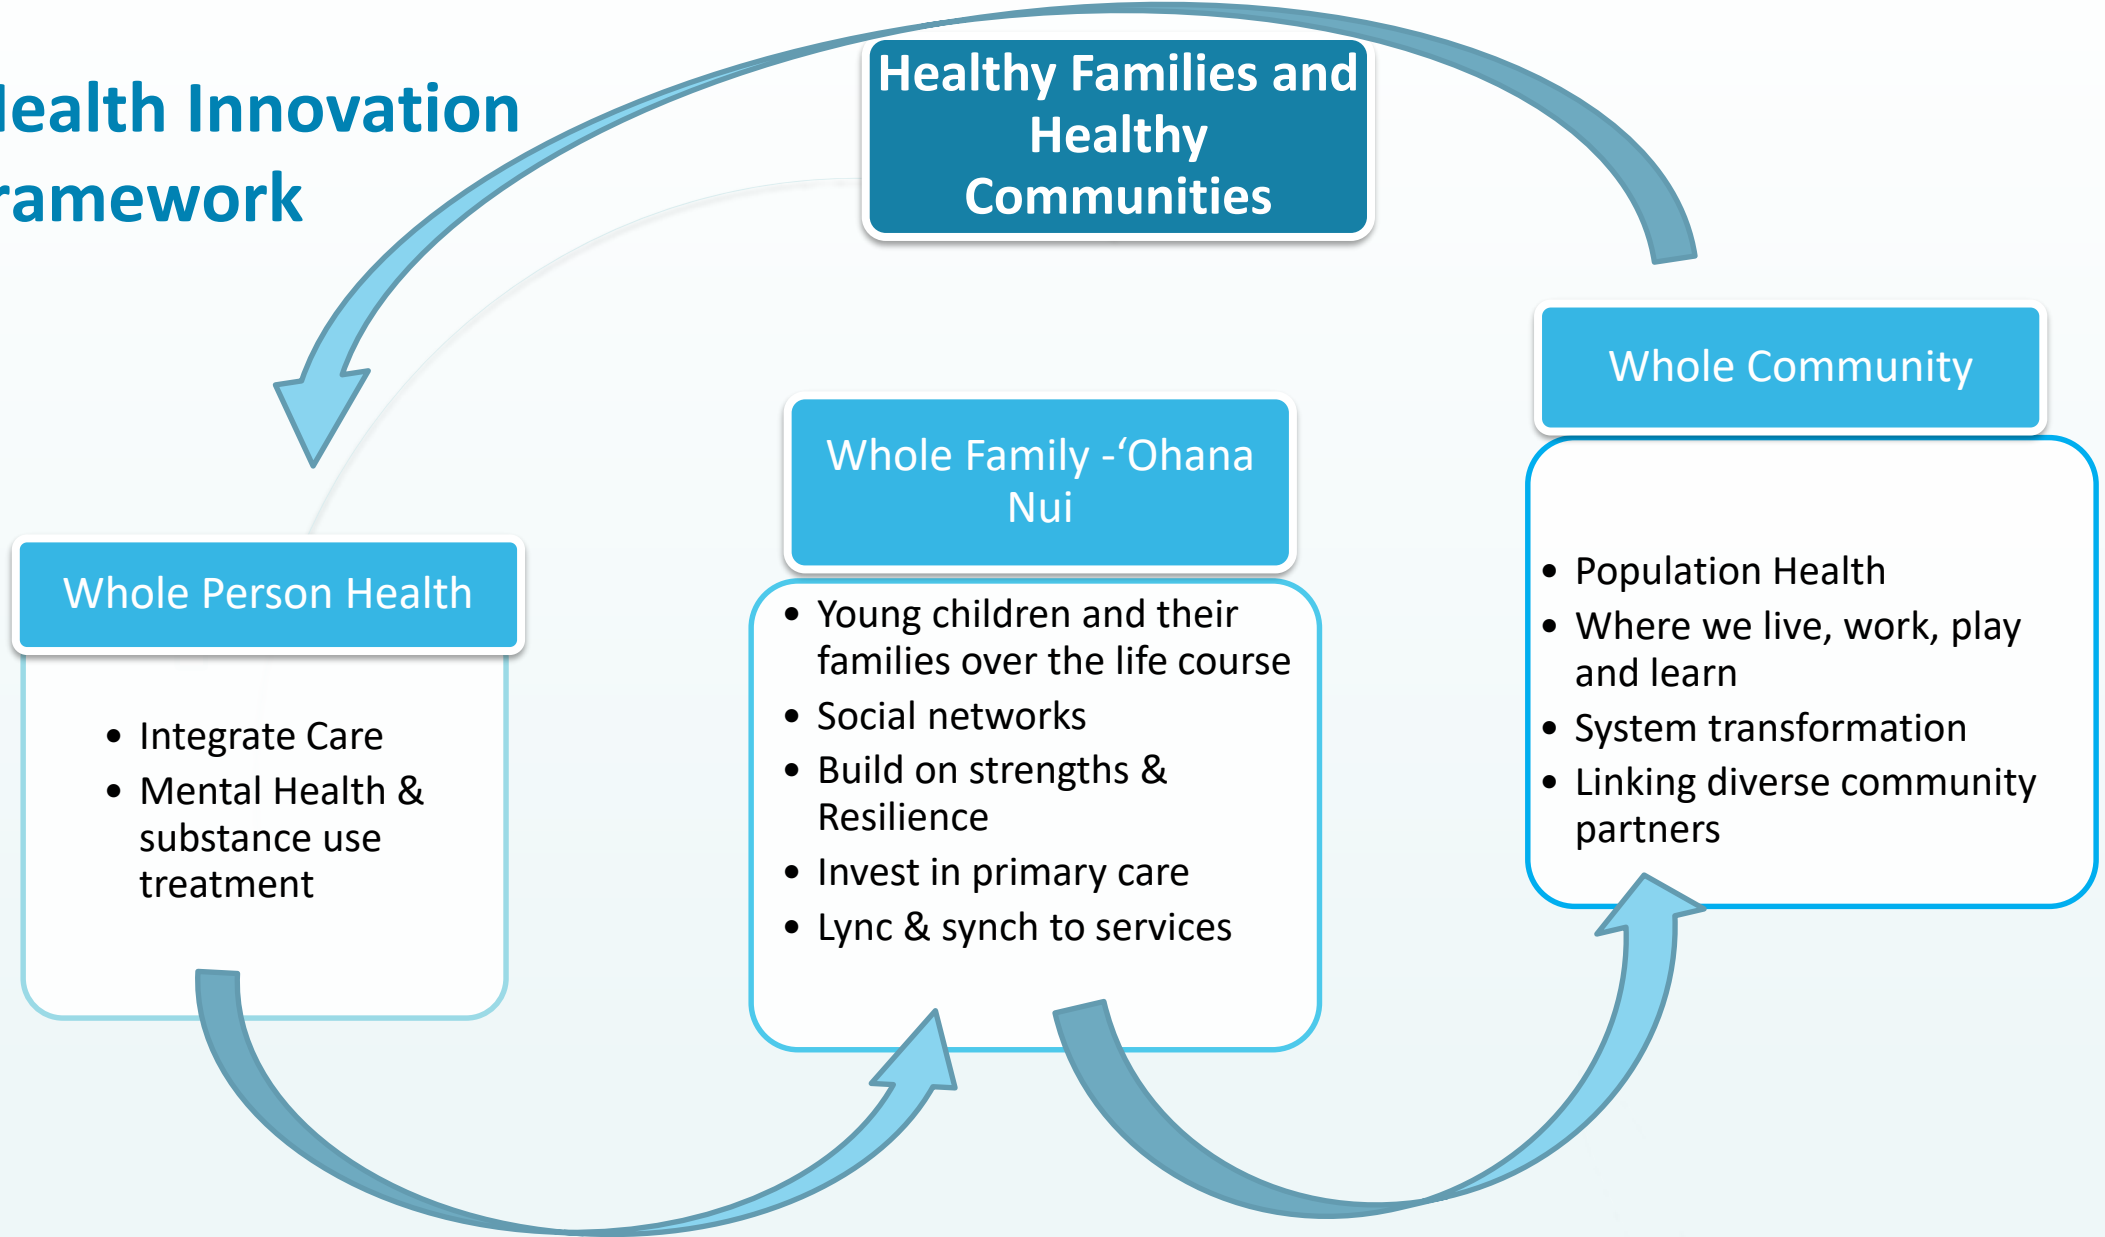 ealth Innovation
ramework
Healthy Families and
Healthy
Communities
Whole Person Health
• Integrate Care
• Mental Health &
substance use
treatment
Whole Family -‘Ohana
Nui
• Young children and their
families over the life course
• Social networks
• Build on strengths &
Resilience
• Invest in primary care
• Lync & synch to services
Whole Community
• Population Health
• Where we live, work, play
and learn
• System transformation
• Linking diverse community
partners